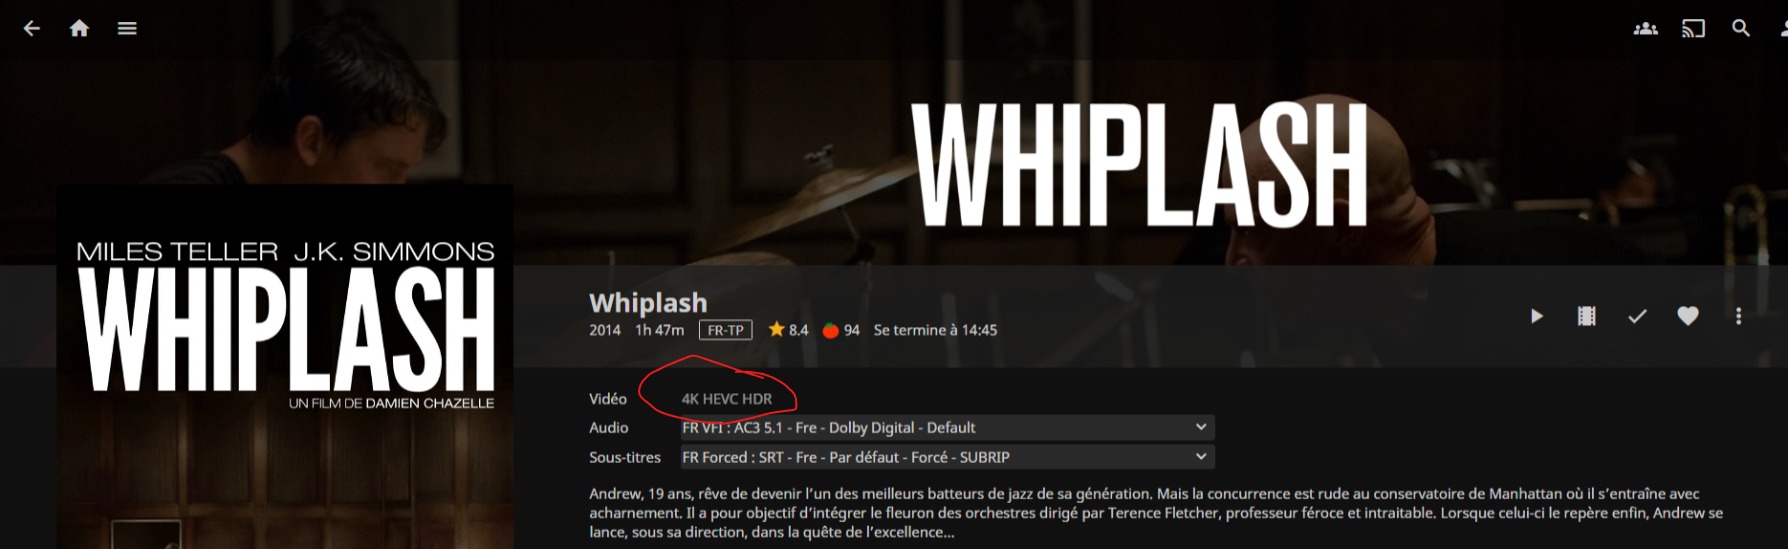 WHIPLASH
MILES TELLER J.K. SIMMONS
WHIPLASH
UN FILM DE DAMIEN CHAZELLE
Whiplash
2014 1h 47m FR-TP 8.4 94 Se termine à 14:45
Vidéo 4K HEVC HDR
Audio FR VFI : AC3 5.1 - Fre - Dolby Digital - Default
Sous-titres FR Forced : SRT - Fre - Par défaut - Forcé - SUBRIP
Andrew, 19 ans, rêve de devenir l’un des meilleurs batteurs de jazz de sa génération. Mais la concurrence est rude au conservatoire de Manhattan où il s’entraîne avec
acharnement. Il a pour objectif d’intégrer le fleuron des orchestres dirigé par Terence Fletcher, professeur féroce et intraitable. Lorsque celui-ci le repère enfin, Andrew se
lance, sous sa direction, dans la quête de l’excellence...